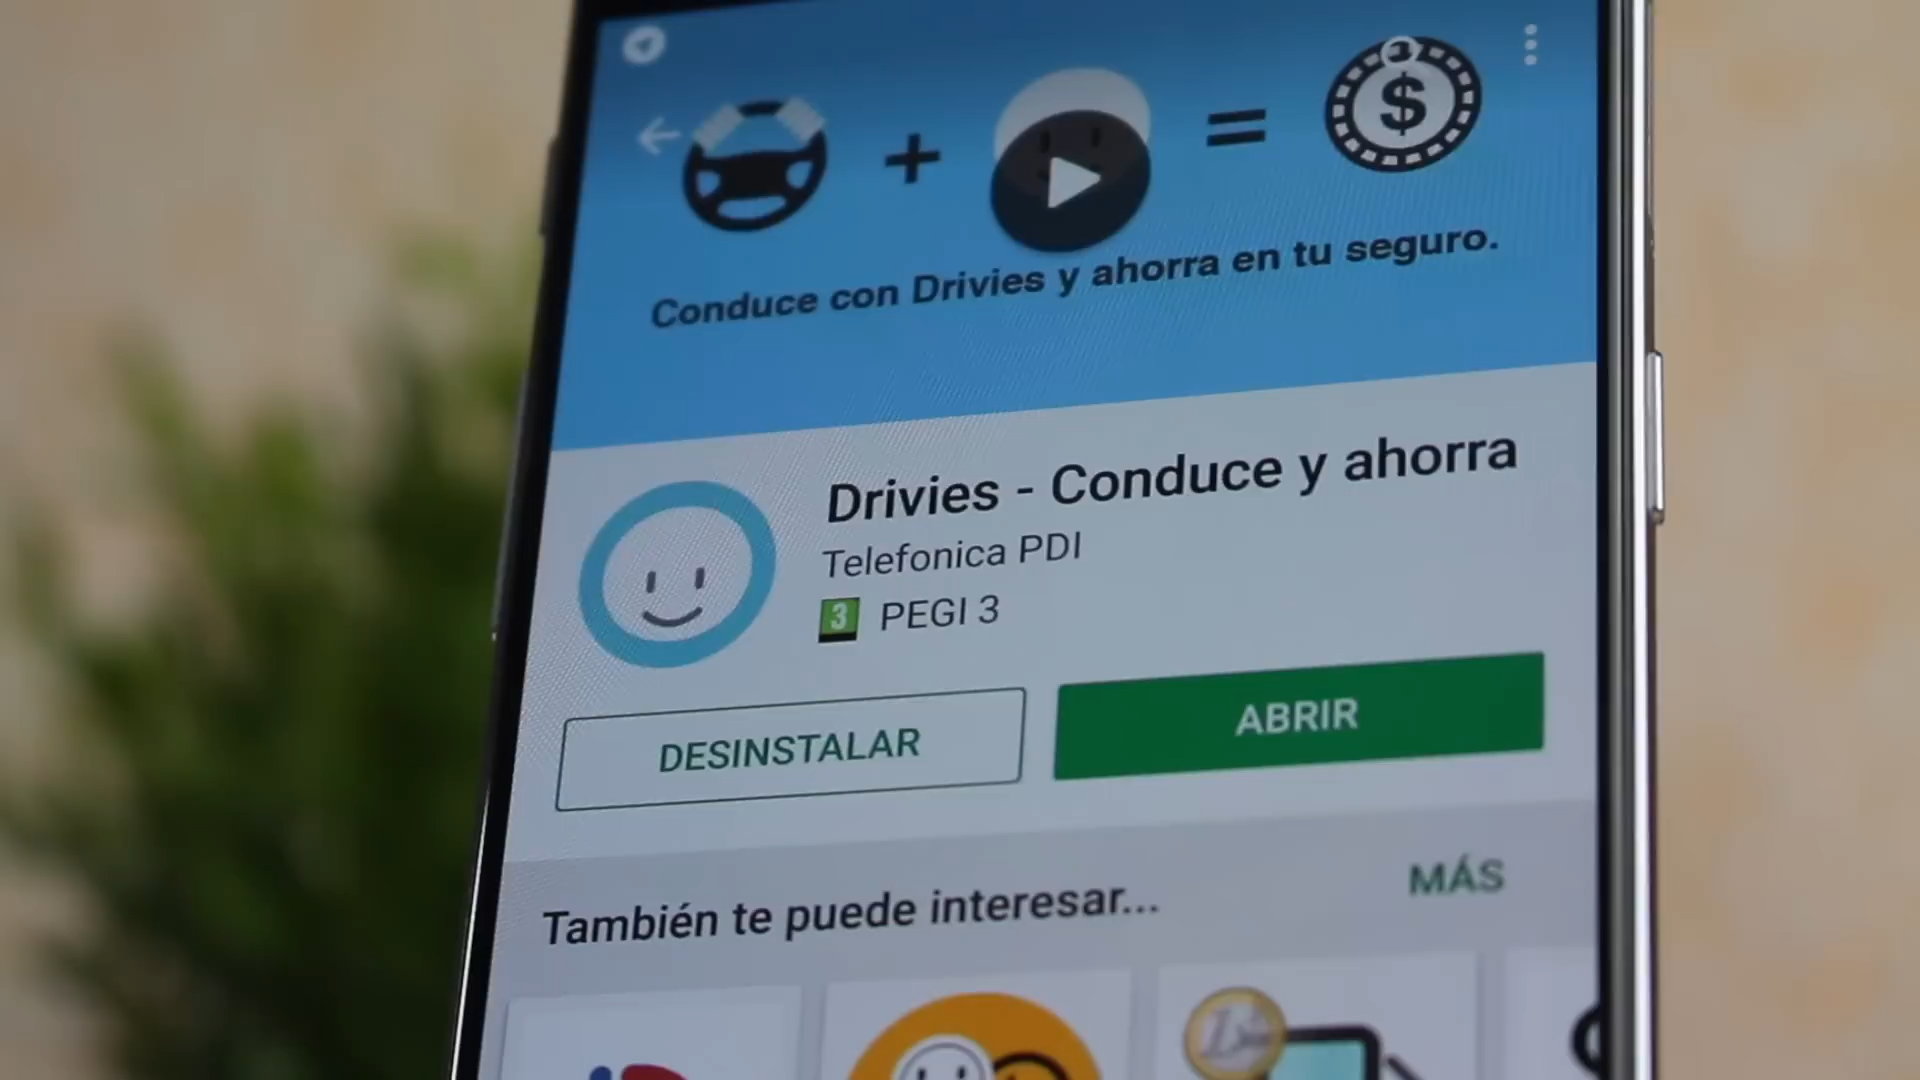 + = $
Conduce con Drivies y ahorra en tu seguro.
Drivies - Conduce y ahorra
Telefonica PDI
3 PEGI 3
DESINSTALAR
ABRIR
También te puede interesar...
MÁS